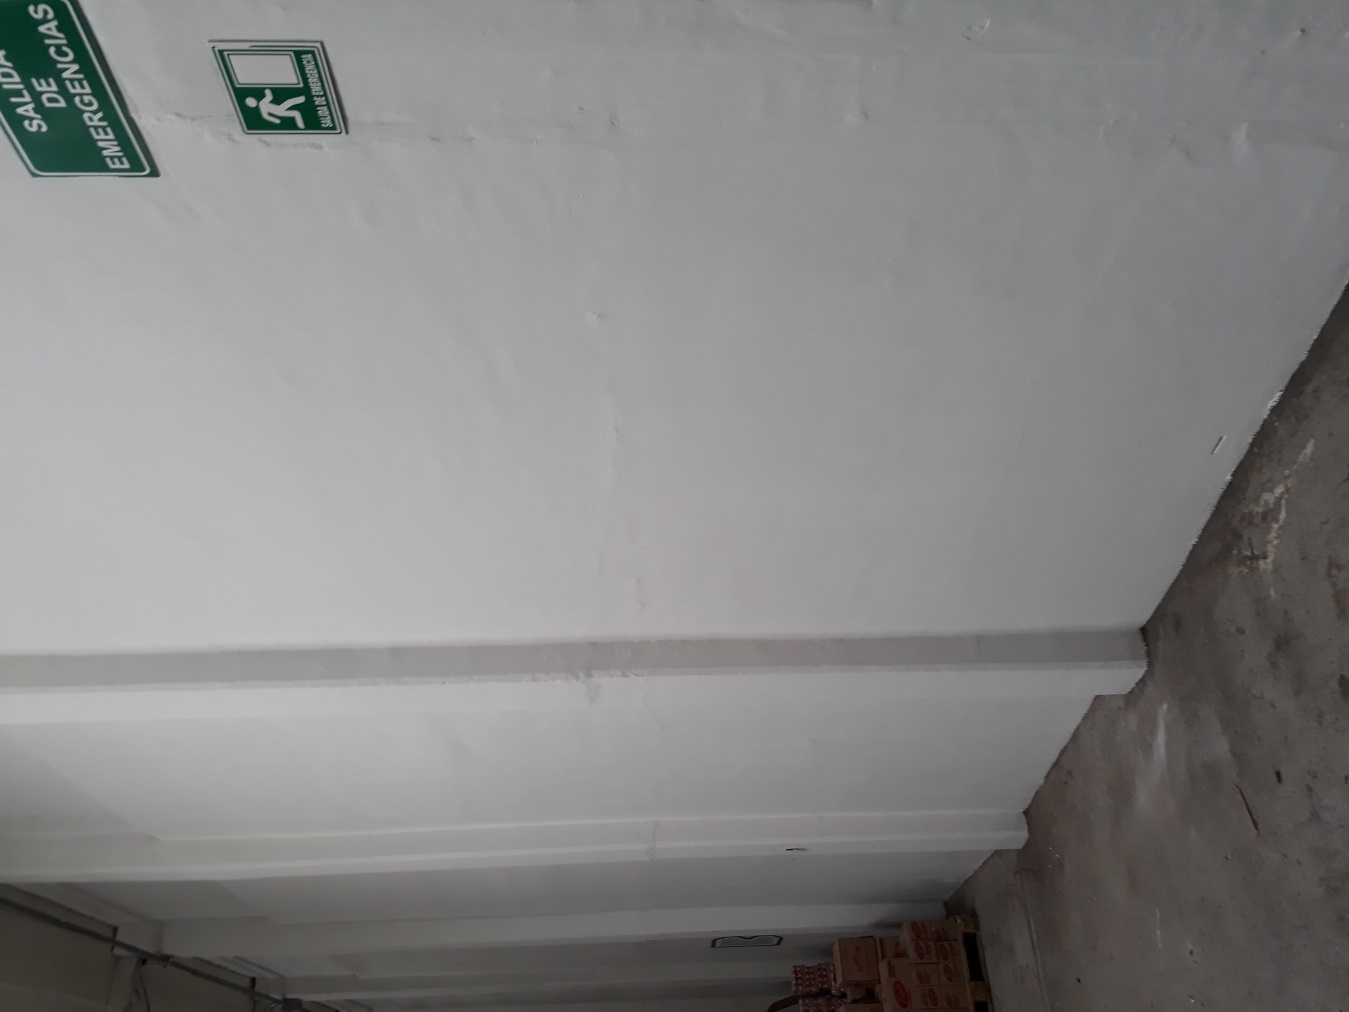 SALIDA
DE
EMERGENCIAS
SALIDA DE EMERGENCIA